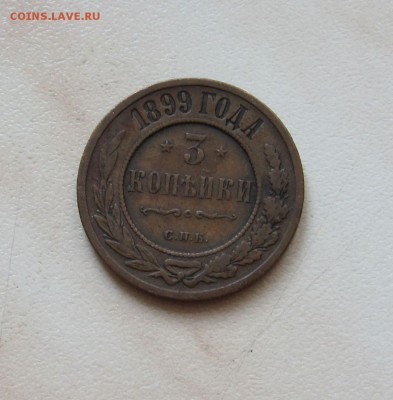 COINS.LAVE.RU
1899 ГОДА
* 3 *
КОПѢЙКИ
С.П.Б.